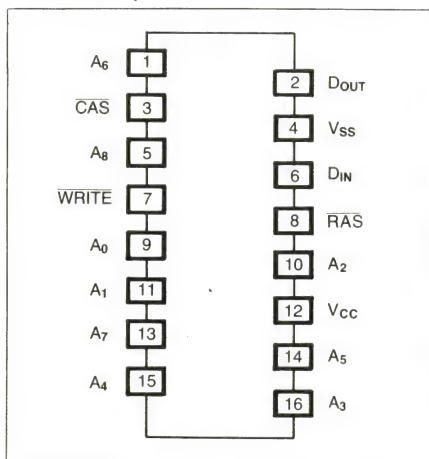 A6 1
2 DOUT
CAS 3
4 VSS
A8 5
6 DIN
WRITE 7
8 RAS
A0 9
10 A2
A1 11
12 VCC
A7 13
14 A5
A4 15
16 A3